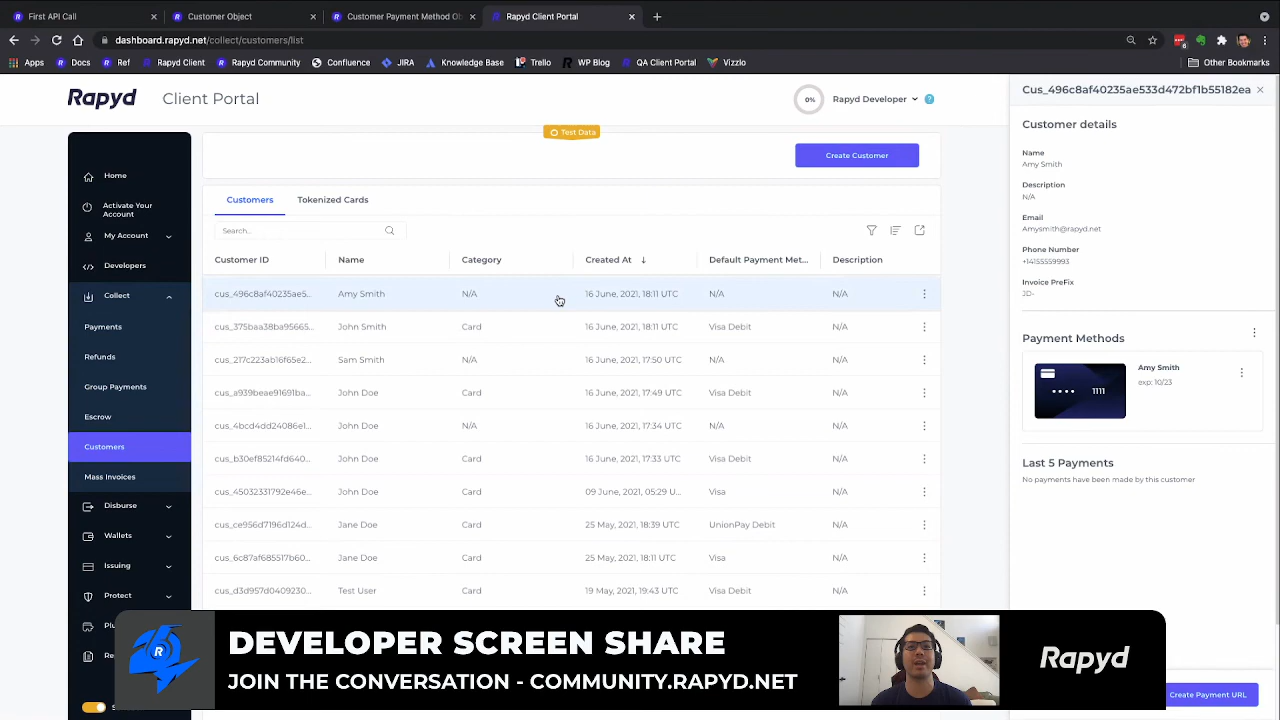 First API Call
Customer Object
Customer Payment Method Ob
Rapyd Client Portal
dashboard.rapyd.net/collect/customers/list
Apps
Docs
Ref
Rapyd Client
Rapyd Community
Confluence
JIRA
Knowledge Base
Trello
WP Blog
QA Client Portal
Vizzlo
Other Bookmarks
Rapyd
Client Portal
0%
Rapyd Developer
Test Data
Create Customer
Home
Activate Your
Account
My Account
Developers
Collect
Payments
Refunds
Group Payments
Escrow
Customers
Mass Invoices
Disburse
Wallets
Issuing
Protect
Customers
Tokenized Cards
Search...
Customer ID Name Category Created At Default Payment Met... Description
cus_496c8af40235ae5... Amy Smith N/A 16 June, 2021, 18:11 UTC N/A N/A
cus_375baa38ba95665... John Smith Card 16 June, 2021, 18:11 UTC Visa Debit N/A
cus_217c223ab16f65e2... Sam Smith N/A 16 June, 2021, 17:50 UTC N/A N/A
cus_a939beae91691ba... John Doe Card 16 June, 2021, 17:49 UTC Visa Debit N/A
cus_4bcd4dd24086e1... John Doe N/A 16 June, 2021, 17:34 UTC N/A N/A
cus_b30ef85214fd640... John Doe Card 16 June, 2021, 17:33 UTC Visa Debit N/A
cus_45032331792e46e... John Doe Card 09 June, 2021, 05:29 U... Visa N/A
cus_ce956d7196d124d... Jane Doe Card 25 May, 2021, 18:39 UTC UnionPay Debit N/A
cus_6c87af685517b60... Jane Doe Card 25 May, 2021, 18:11 UTC Visa N/A
cus_d3d957d0409230... Test User Card 19 May, 2021, 19:43 UTC Visa Debit N/A
Cus_496c8af40235ae533d472bf1b55182ea
Customer details
Name
Amy Smith
Description
N/A
Email
Amysmith@rapyd.net
Phone Number
+14155559993
Invoice PreFix
JD-
Payment Methods
Amy Smith
exp: 10/23
1111
Last 5 Payments
No payments have been made by this customer
Create Payment URL
R
DEVELOPER SCREEN SHARE
JOIN THE CONVERSATION - COMMUNITY.RAPYD.NET
Rapyd